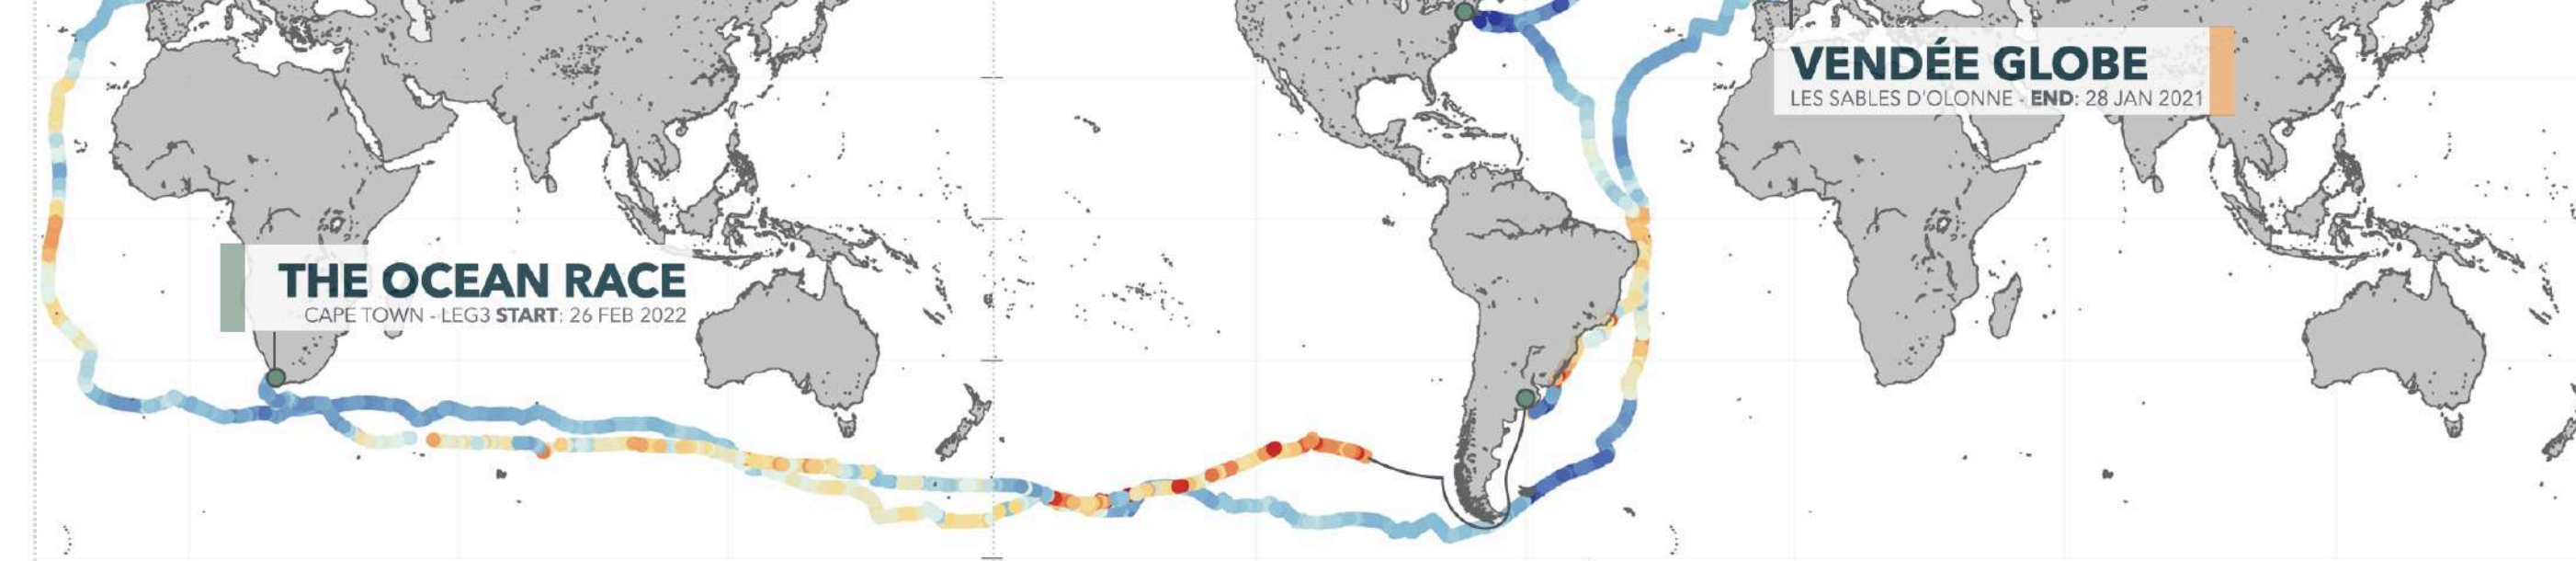 VENDÉE GLOBE
LES SABLES D'OLONNE - END: 28 JAN 2021
THE OCEAN RACE
CAPE TOWN - LEG3 START: 26 FEB 2022